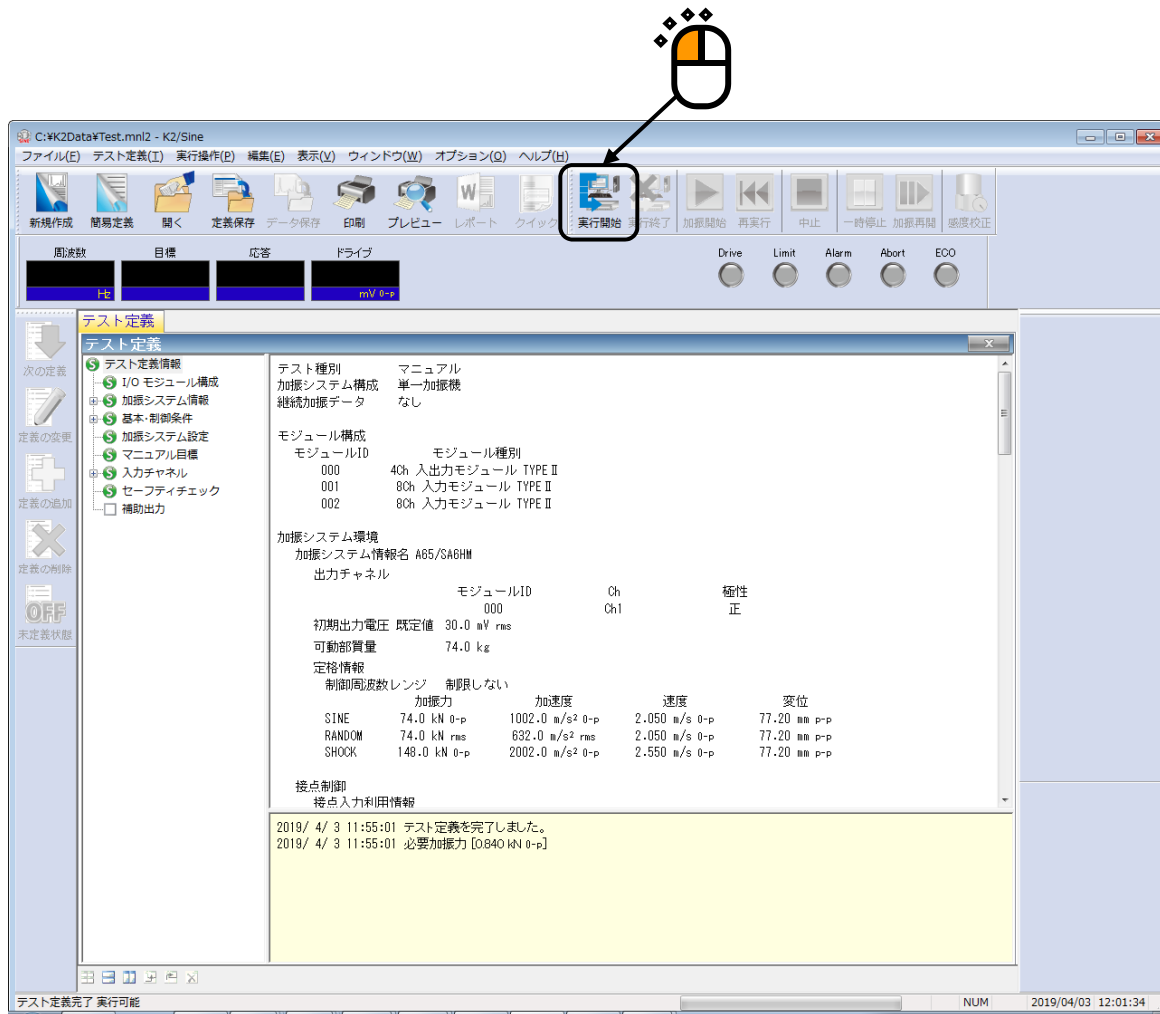 C:¥K2Data¥Test.mnl2 - K2/Sine
ファイル(F) テスト定義(T) 実行操作(P) 編集(E) 表示(V) ウィンドウ(W) オプション(O) ヘルプ(H)
新規作成 簡易定義 開く 定義保存 データ保存 印刷 プレビュー レポート クイック 実行開始 実行終了 加振開始 再実行 中止 一時停止 加振再開 感度校正
周波数 目標 応答 ドライブ Drive Limit Alarm Abort ECO
Hz mV 0-p
テスト定義
テスト定義
次の定義
定義の変更
定義の追加
定義の削除
OFF
未定義状態
テスト定義情報
I/O モジュール構成
加振システム情報
基本・制御条件
加振システム設定
マニュアル目標
入力チャネル
セーフティチェック
補助出力
テスト種別 マニュアル
加振システム構成 単一加振機
継続加振データ なし
モジュール構成
モジュールID モジュール種別
000 4Ch 入出力モジュール TYPEⅡ
001 8Ch 入力モジュール TYPEⅡ
002 8Ch 入力モジュール TYPEⅡ
加振システム環境
加振システム情報名 A65/SA6HM
出力チャネル
モジュールID Ch 極性
000 Ch1 正
初期出力電圧 既定値 30.0 mV rms
可動部質量 74.0 kg
定格情報
制御周波数レンジ 制限しない
加振力 加速度 速度 変位
SINE 74.0 kN 0-p 1002.0 m/s² 0-p 2.050 m/s 0-p 77.20 mm p-p
RANDOM 74.0 kN rms 632.0 m/s² rms 2.050 m/s 0-p 77.20 mm p-p
SHOCK 148.0 kN 0-p 2002.0 m/s² 0-p 2.550 m/s 0-p 77.20 mm p-p
接点制御
接点入力利用情報
2019/ 4/ 3 11:55:01 テスト定義を完了しました。
2019/ 4/ 3 11:55:01 必要加振力 [0.840 kN 0-p]
テスト定義完了 実行可能 NUM 2019/04/03 12:01:34